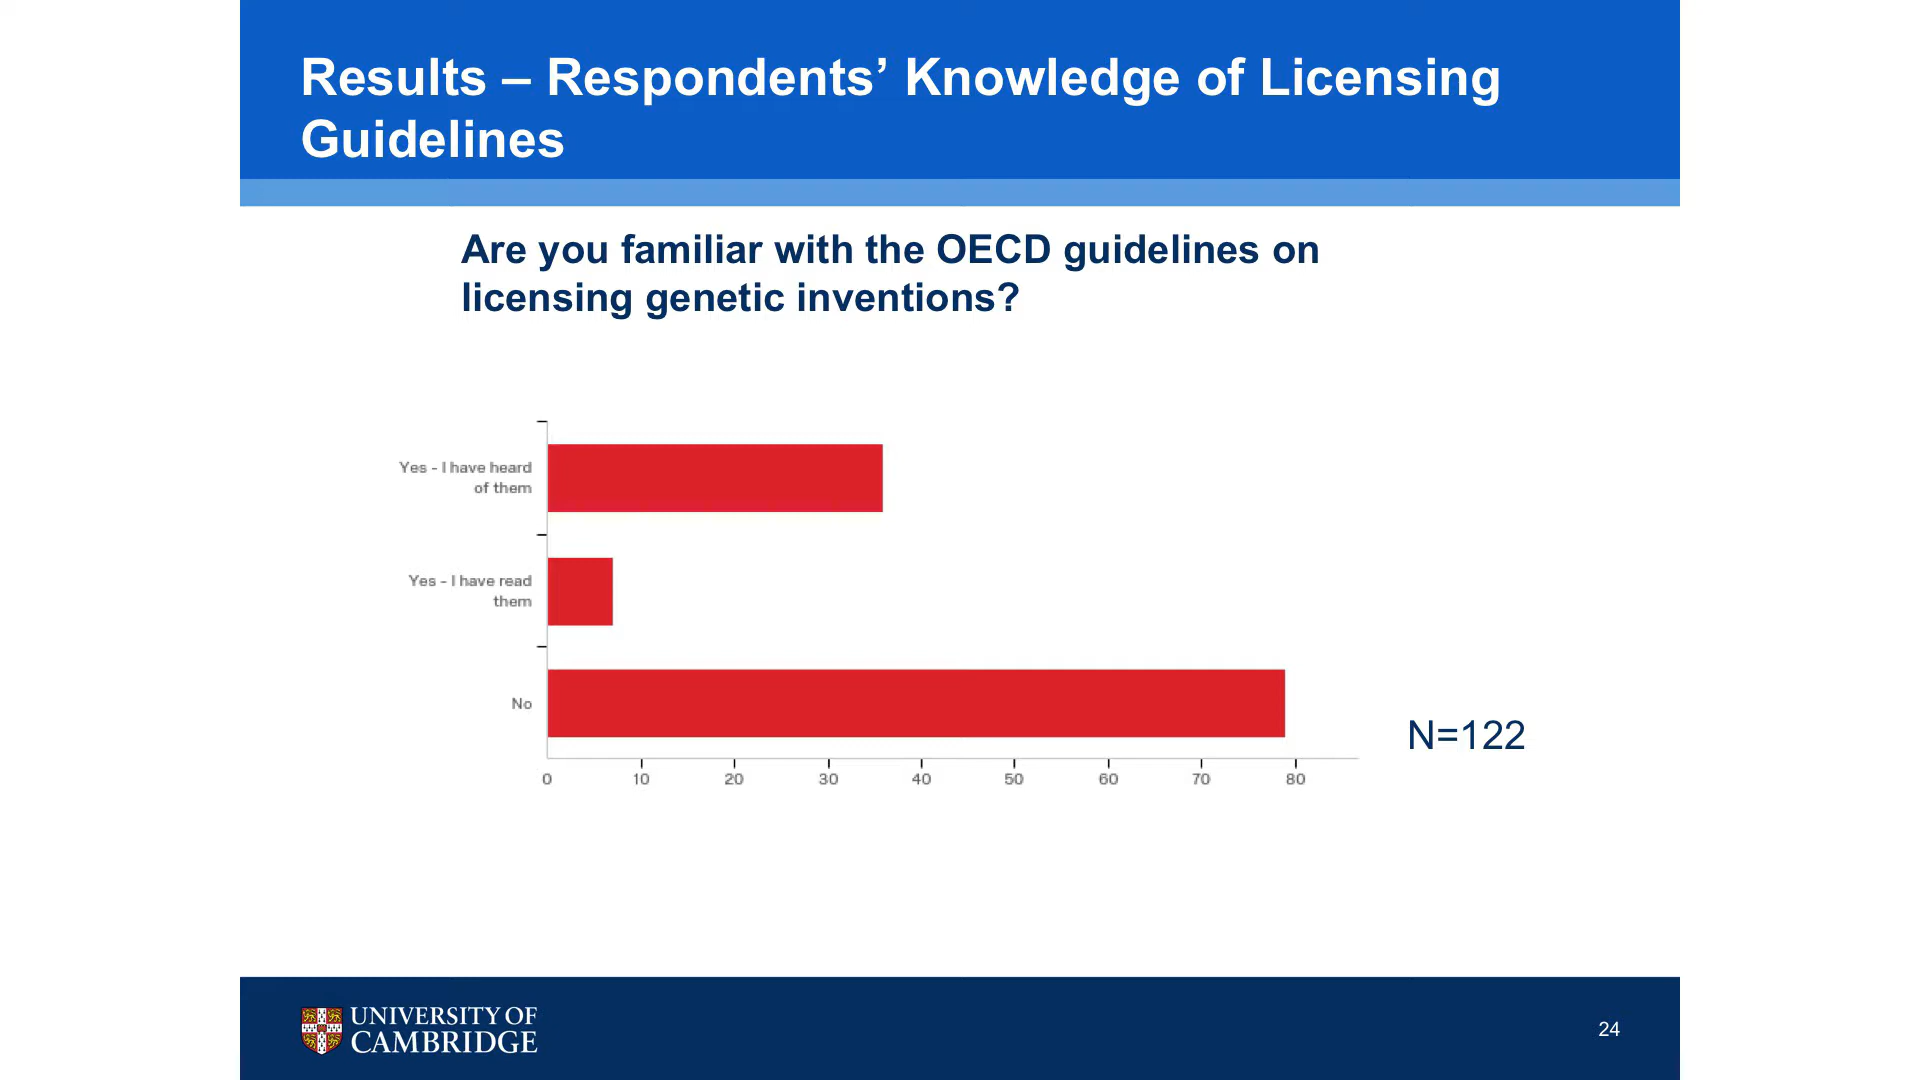 Results – Respondents’ Knowledge of Licensing
Guidelines
Are you familiar with the OECD guidelines on
licensing genetic inventions?
Yes - I have heard
of them
Yes - I have read
them
No
0 10 20 30 40 50 60 70 80
N=122
UNIVERSITY OF
CAMBRIDGE
24